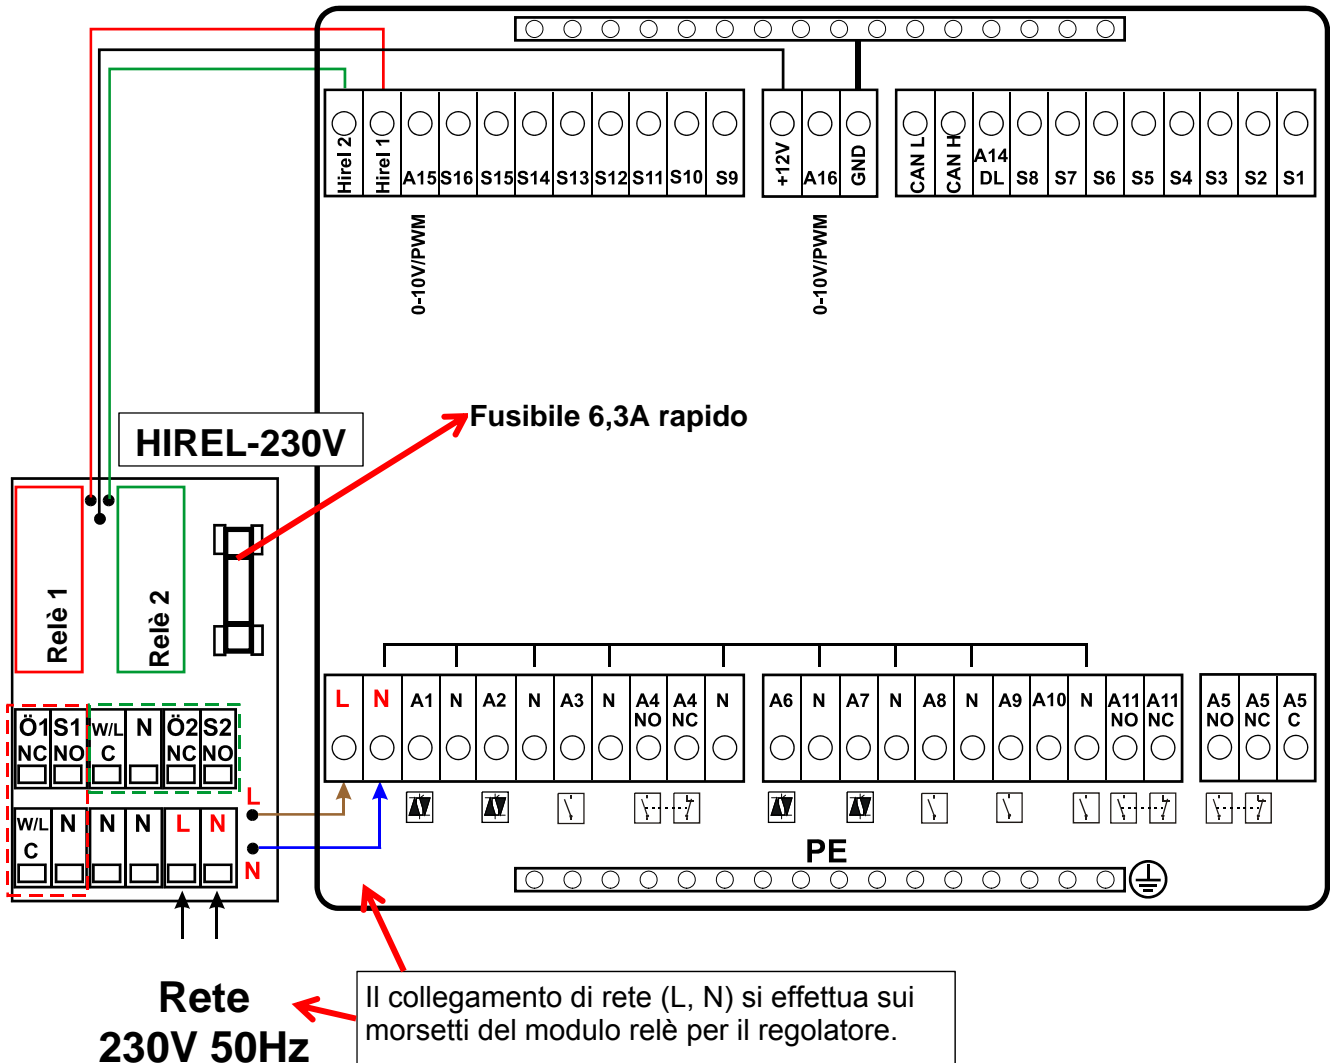 Hirel 2 Hirel 1 A15 S16 S15 S14 S13 S12 S11 S10 S9
+12V A16 GND
CAN L CAN H A14 DL S8 S7 S6 S5 S4 S3 S2 S1
0-10V/PWM
0-10V/PWM
Fusibile 6,3A rapido
HIREL-230V
Relè 1
Relè 2
L N A1 N A2 N A3 N A4 NO A4 NC N
A6 N A7 N A8 N A9 A10 N A11 NO A11 NC
A5 NO A5 NC A5 C
Ö1 NC S1 NO W/L C N Ö2 NC S2 NO
W/L C N N N L N
L
N
PE
Rete
230V 50Hz
Il collegamento di rete (L, N) si effettua sui
morsetti del modulo relè per il regolatore.